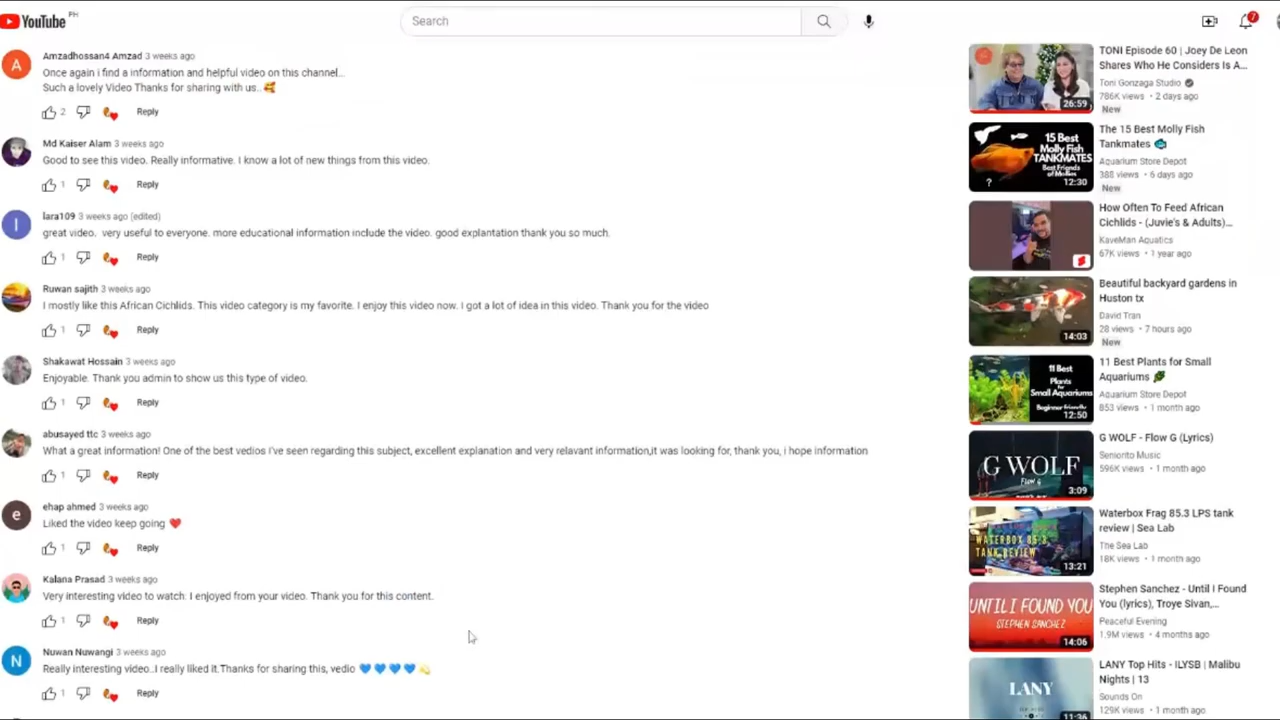 YouTube PH
Search
7
A
Amzadhossan4 Amzad 3 weeks ago
Once again i find a information and helpful video on this channel...
Such a lovely Video Thanks for sharing with us..🥰
2 Reply
Md Kaiser Alam 3 weeks ago
Good to see this video. Really informative. I know a lot of new things from this video.
1 Reply
l
lara109 3 weeks ago (edited)
great video. very useful to everyone. more educational information include the video. good explantation thank you so much.
1 Reply
Ruwan sajith 3 weeks ago
I mostly like this African Cichlids. This video category is my favorite. I enjoy this video now. I got a lot of idea in this video. Thank you for the video
1 Reply
Shakawat Hossain 3 weeks ago
Enjoyable. Thank you admin to show us this type of video.
1 Reply
abusayed ttc 3 weeks ago
What a great information! One of the best vedios I've seen regarding this subject, excellent explanation and very relavant information,it was looking for, thank you, i hope information
1 Reply
e
ehap ahmed 3 weeks ago
Liked the video keep going ❤️
1 Reply
Kalana Prasad 3 weeks ago
Very interesting video to watch. I enjoyed from your video. Thank you for this content.
1 Reply
N
Nuwan Nuwangi 3 weeks ago
Really interesting video..I really liked it.Thanks for sharing this, vedio 💙💙💙💙💫
1 Reply
26:59
TONI Episode 60 | Joey De Leon
Shares Who He Considers Is A...
Toni Gonzaga Studio
786K views • 2 days ago
New
15 Best
Molly Fish
TANKMATES
Best Friends
of Mollies
?
12:30
The 15 Best Molly Fish
Tankmates 🐟
Aquarium Store Depot
388 views • 6 days ago
New
How Often To Feed African
Cichlids - (Juvie's & Adults)...
KaveMan Aquatics
67K views • 1 year ago
14:03
Beautiful backyard gardens in
Huston tx
David Tran
28 views • 7 hours ago
New
11 Best
Plants
for
Small Aquariums
Beginner friendly
12:50
11 Best Plants for Small
Aquariums 🌿
Aquarium Store Depot
853 views • 1 month ago
G WOLF
FLOW G
3:09
G WOLF - Flow G (Lyrics)
Seniorito Music
596K views • 1 month ago
WATERBOX 85.3
TANK REVIEW
13:21
Waterbox Frag 85.3 LPS tank
review | Sea Lab
The Sea Lab
18K views • 1 month ago
UNTIL I FOUND YOU
STEPHEN SANCHEZ
14:06
Stephen Sanchez - Until I Found
You (lyrics), Troye Sivan,...
Peaceful Evening
1.9M views • 4 months ago
LANY
11:36
LANY Top Hits - ILYSB | Malibu
Nights | 13
Sounds On
129K views • 1 month ago